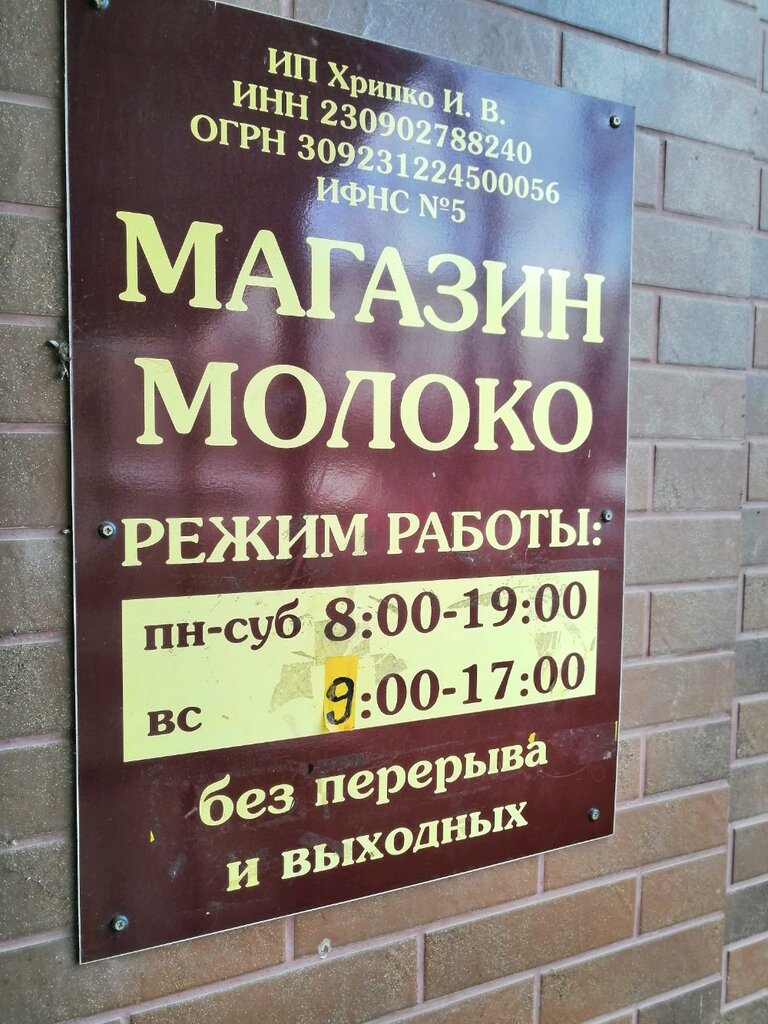 ИП Хрипко И. В.
ИНН 230902788240
ОГРН 309231224500056
ИФНС №5
МАГАЗИН
МОЛОКО
РЕЖИМ РАБОТЫ:
пн-суб 8:00-19:00
вс 9:00-17:00
без перерыва
и выходных